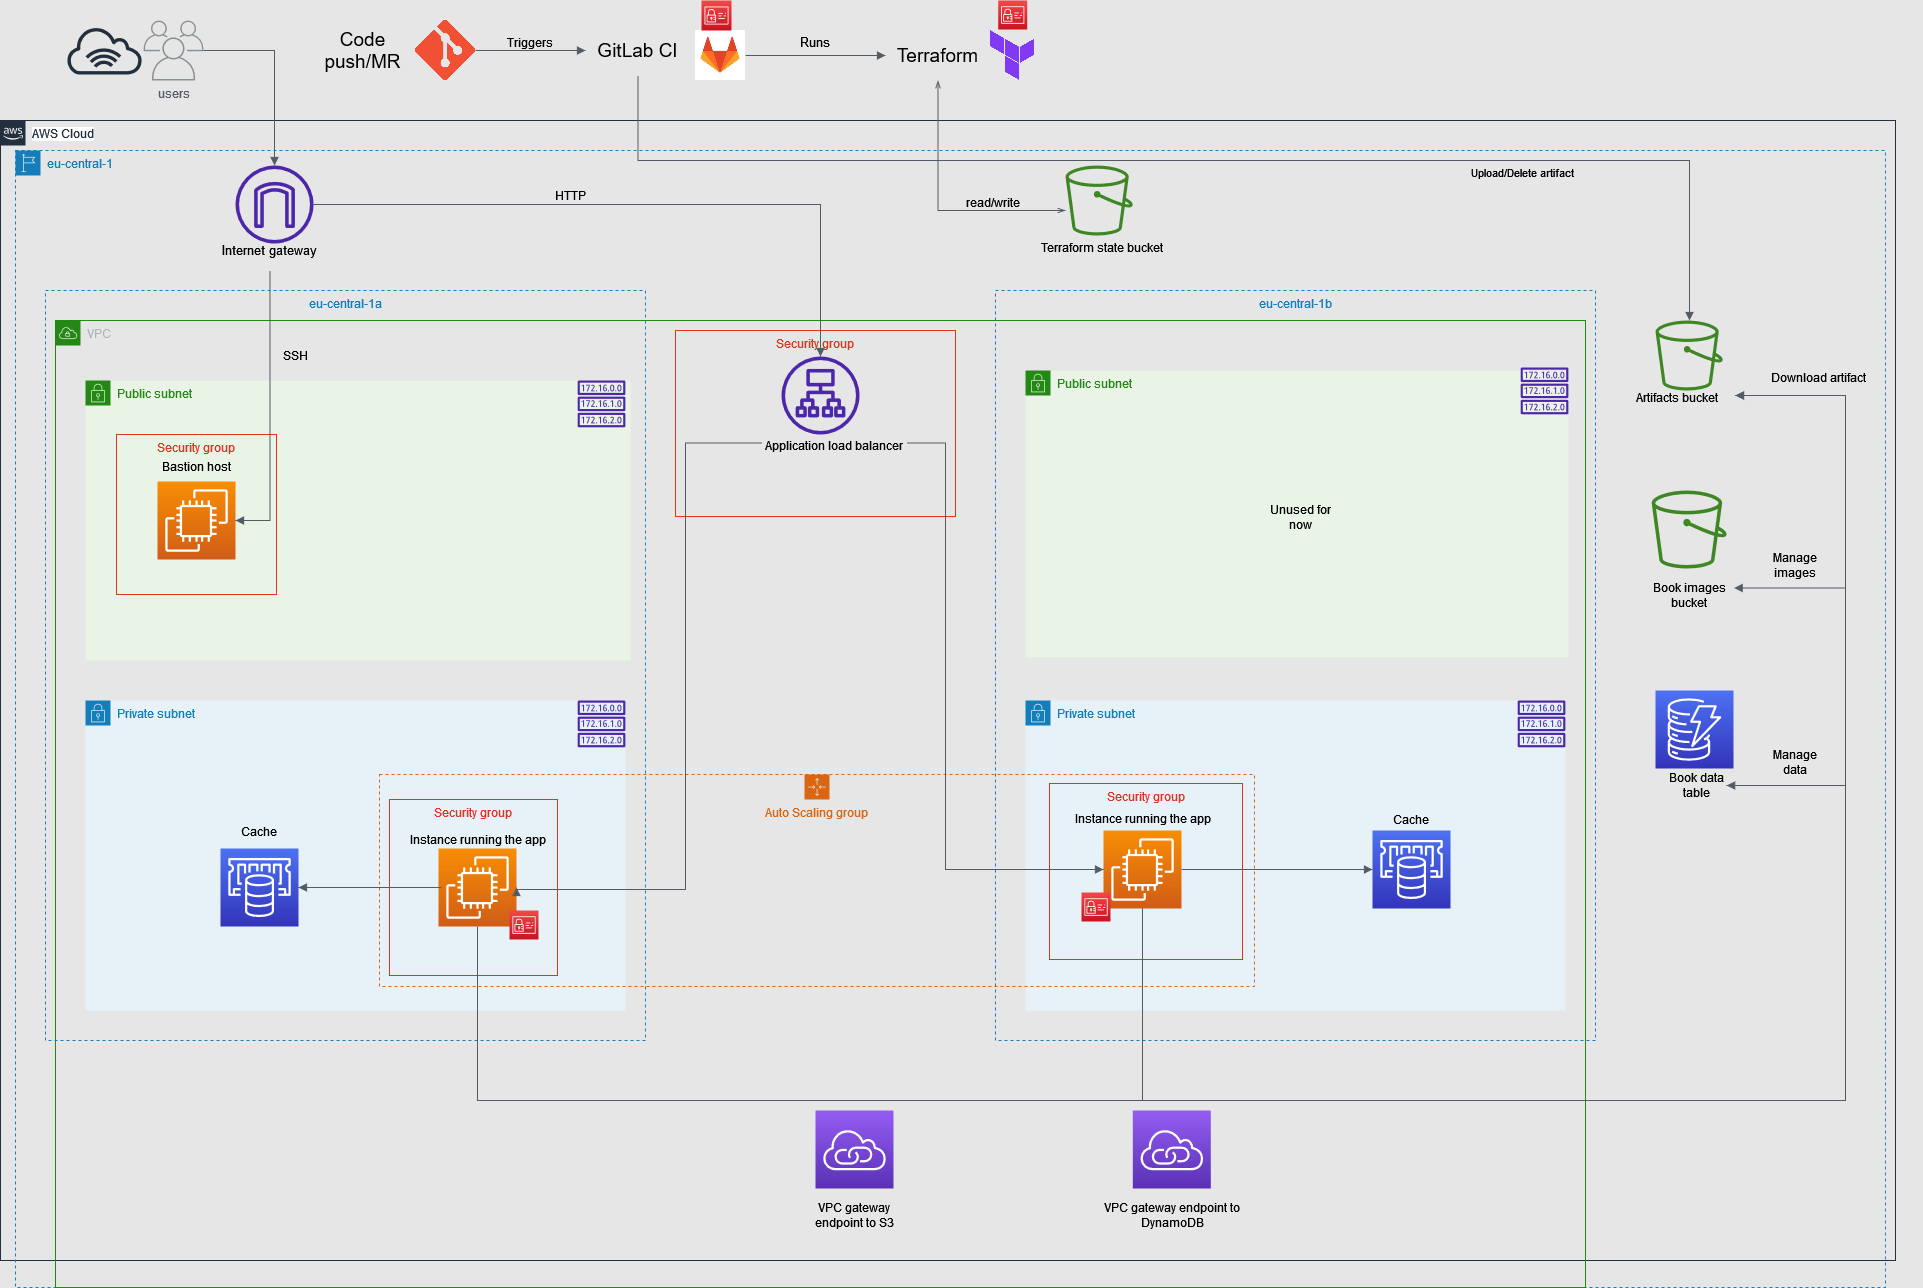 Code
push/MR
Triggers
GitLab CI
Runs
Terraform
users
aws
AWS Cloud
eu-central-1
Upload/Delete artifact
HTTP
read/write
Internet gateway
Terraform state bucket
eu-central-1a
eu-central-1b
VPC
Security group
SSH
Public subnet
172.16.0.0
172.16.1.0
172.16.2.0
Public subnet
172.16.0.0
172.16.1.0
172.16.2.0
Download artifact
Artifacts bucket
Security group
Bastion host
Application load balancer
Unused for
now
Manage
images
Book images
bucket
Private subnet
172.16.0.0
172.16.1.0
172.16.2.0
Private subnet
172.16.0.0
172.16.1.0
172.16.2.0
Manage
data
Book data
table
Security group
Instance running the app
Cache
Auto Scaling group
Security group
Instance running the app
Cache
VPC gateway
endpoint to S3
VPC gateway endpoint to
DynamoDB